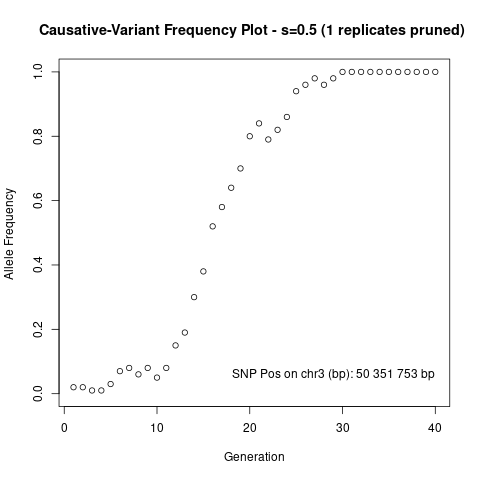 Causative-Variant Frequency Plot - s=0.5 (1 replicates pruned)
1.0
0.8
0.6
0.4
0.2
0.0
Allele Frequency
SNP Pos on chr3 (bp): 50 351 753 bp
0 10 20 30 40
Generation